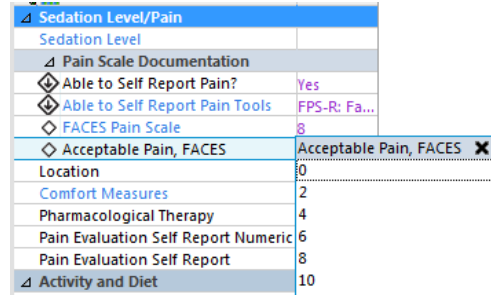 Sedation Level/Pain
Sedation Level
Pain Scale Documentation
Able to Self Report Pain? Yes
Able to Self Report Pain Tools FPS-R: Fa...
FACES Pain Scale 8
Acceptable Pain, FACES Acceptable Pain, FACES
Location 0
Comfort Measures 2
Pharmacological Therapy 4
Pain Evaluation Self Report Numeric 6
Pain Evaluation Self Report 8
Activity and Diet 10